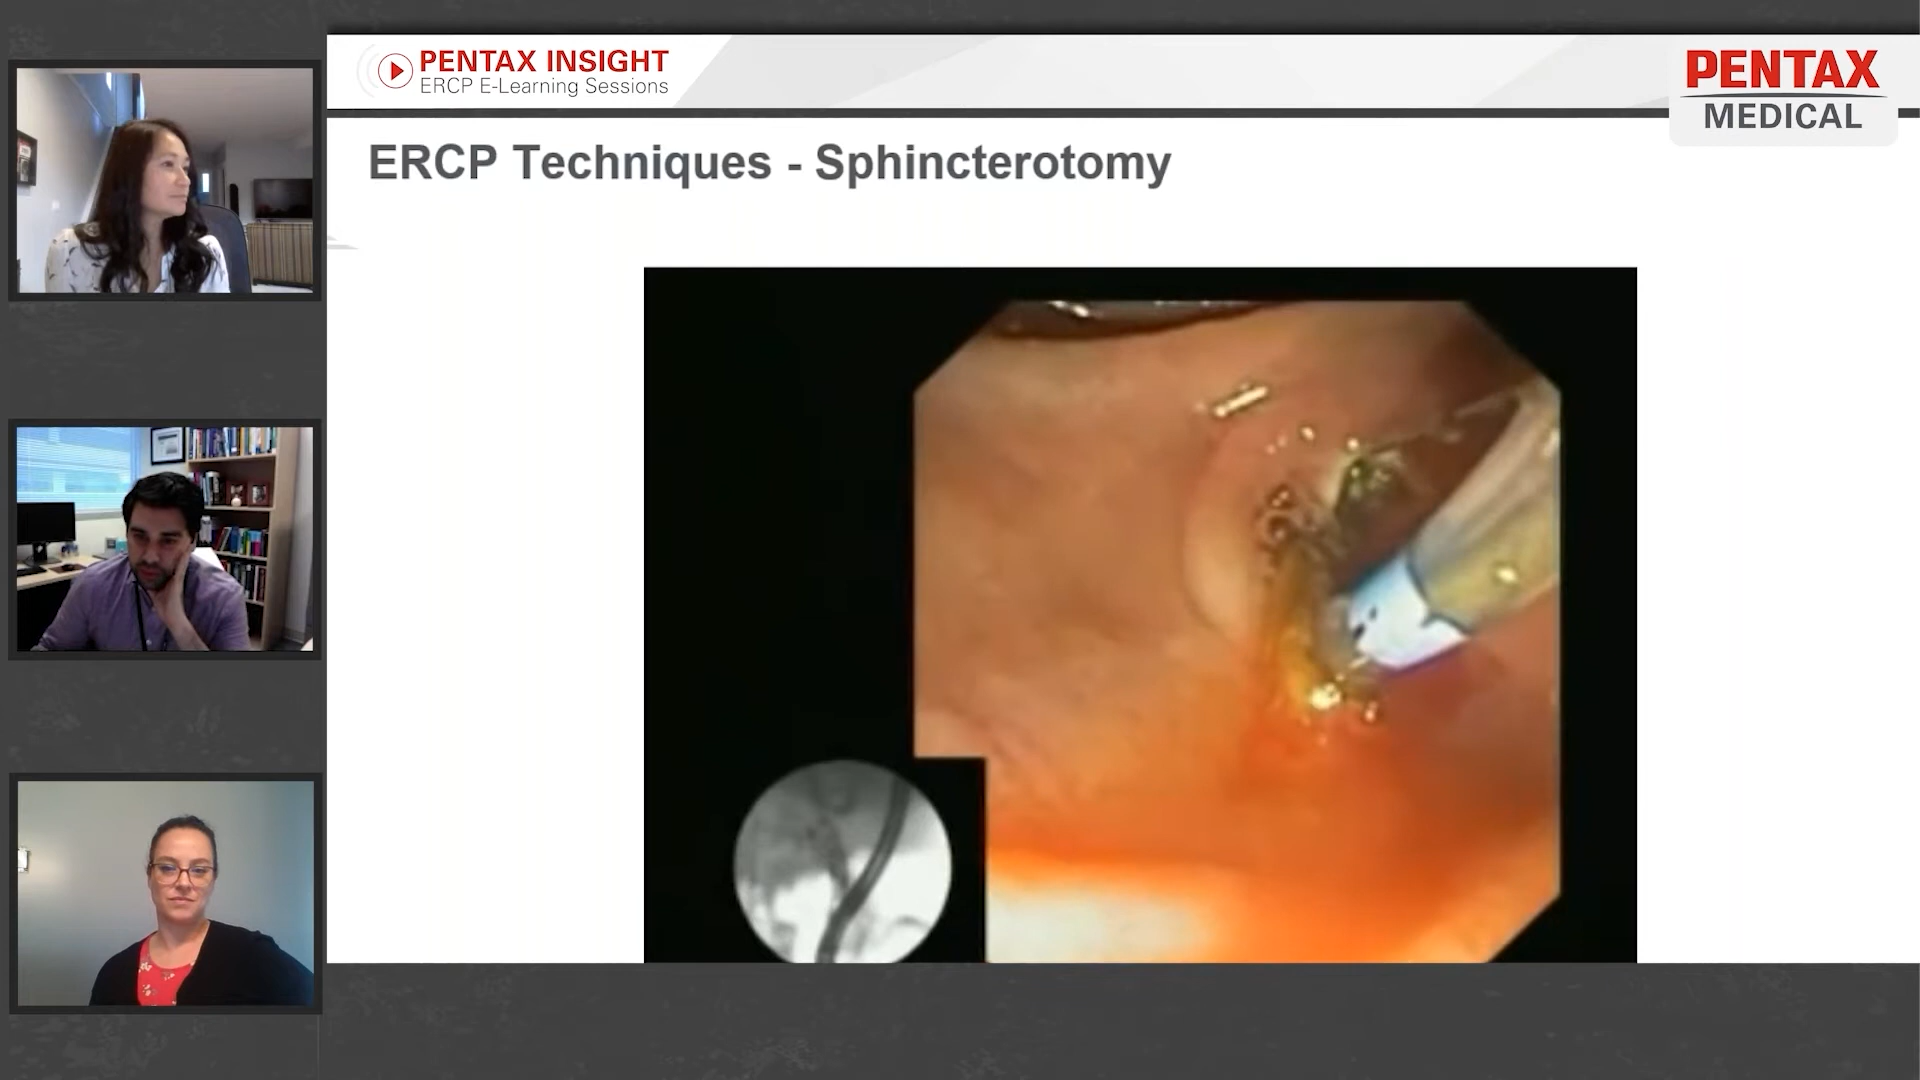 PENTAX INSIGHT
ERCP E-Learning Sessions
PENTAX
MEDICAL
ERCP Techniques - Sphincterotomy